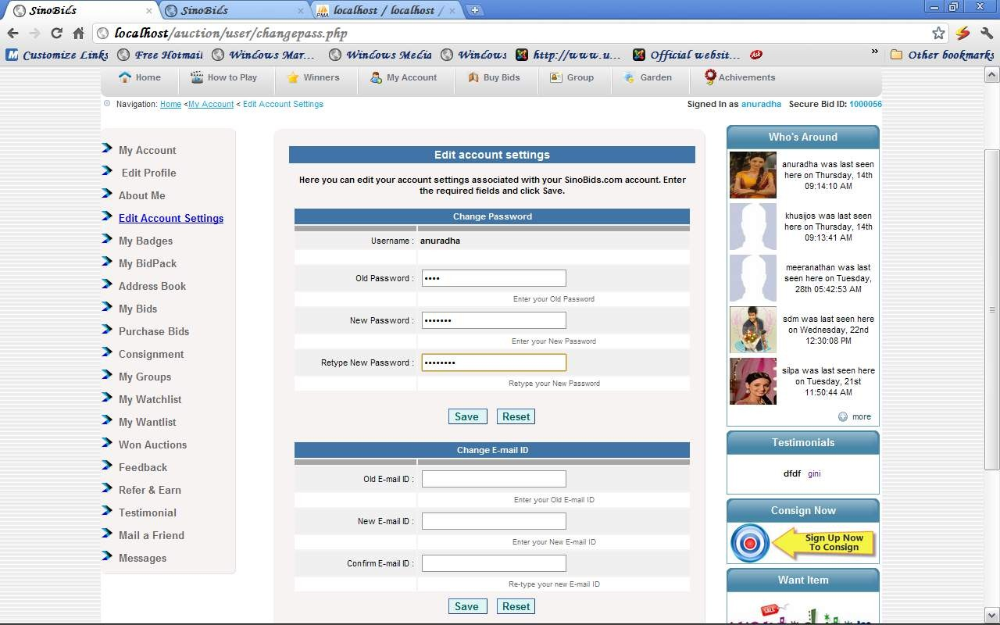 SinoBids
SinoBids
PMA localhost / localhost /
localhost/auction/user/changepass.php
Customize Links Free Hotmail Windows Mar... Windows Media Windows http://www.u... Official websit... Ask » Other bookmarks
Home How to Play Winners My Account Buy Bids Group Garden Achivements
Navigation: Home <My Account < Edit Account Settings
Signed In as anuradha Secure Bid ID: 1000056
My Account
Edit Profile
About Me
Edit Account Settings
My Badges
My BidPack
Address Book
My Bids
Purchase Bids
Consignment
My Groups
My Watchlist
My Wantlist
Won Auctions
Feedback
Refer & Earn
Testimonial
Mail a Friend
Messages
Edit account settings
Here you can edit your account settings associated with your SinoBids.com account. Enter
the required fields and click Save.
Change Password
Username : anuradha
Old Password : ••••
Enter your Old Password
New Password : •••••••
Enter your New Password
Retype New Password : ••••••••
Retype your New Password
Save Reset
Change E-mail ID
Old E-mail ID :
Enter your Old E-mail ID
New E-mail ID :
Enter your New E-mail ID
Confirm E-mail ID :
Re-type your new E-mail ID
Save Reset
Who's Around
anuradha was last seen
here on Thursday, 14th
09:14:10 AM
khusijos was last seen
here on Thursday, 14th
09:13:41 AM
meeranathan was last
seen here on Tuesday,
28th 05:42:53 AM
sdm was last seen here
on Wednesday, 22nd
12:30:08 PM
silpa was last seen here
on Tuesday, 21st
11:50:44 AM
more
Testimonials
dfdf gini
Consign Now
Sign Up Now
To Consign
Want Item
SALE